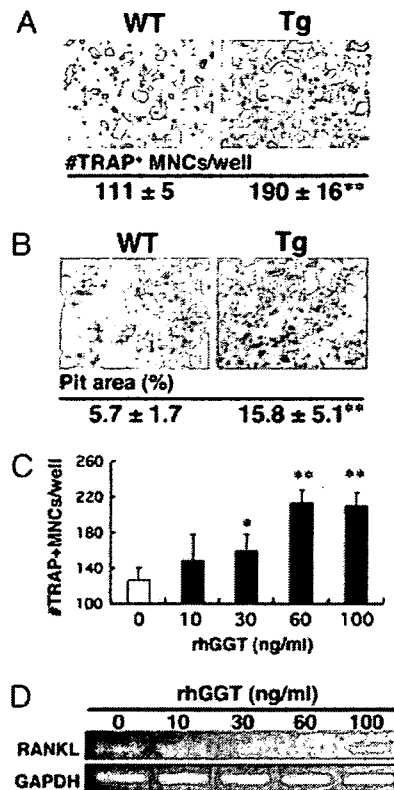 A
WT Tg
#TRAP+ MNCs/well
111 ± 5 190 ± 16**
B
WT Tg
Pit area (%)
5.7 ± 1.7 15.8 ± 5.1**
C
#TRAP+MNCs/well
260
220
180
140
100
* ** **
0 10 30 60 100
rhGGT (ng/ml)
D
rhGGT (ng/ml)
0 10 30 60 100
RANKL
GAPDH